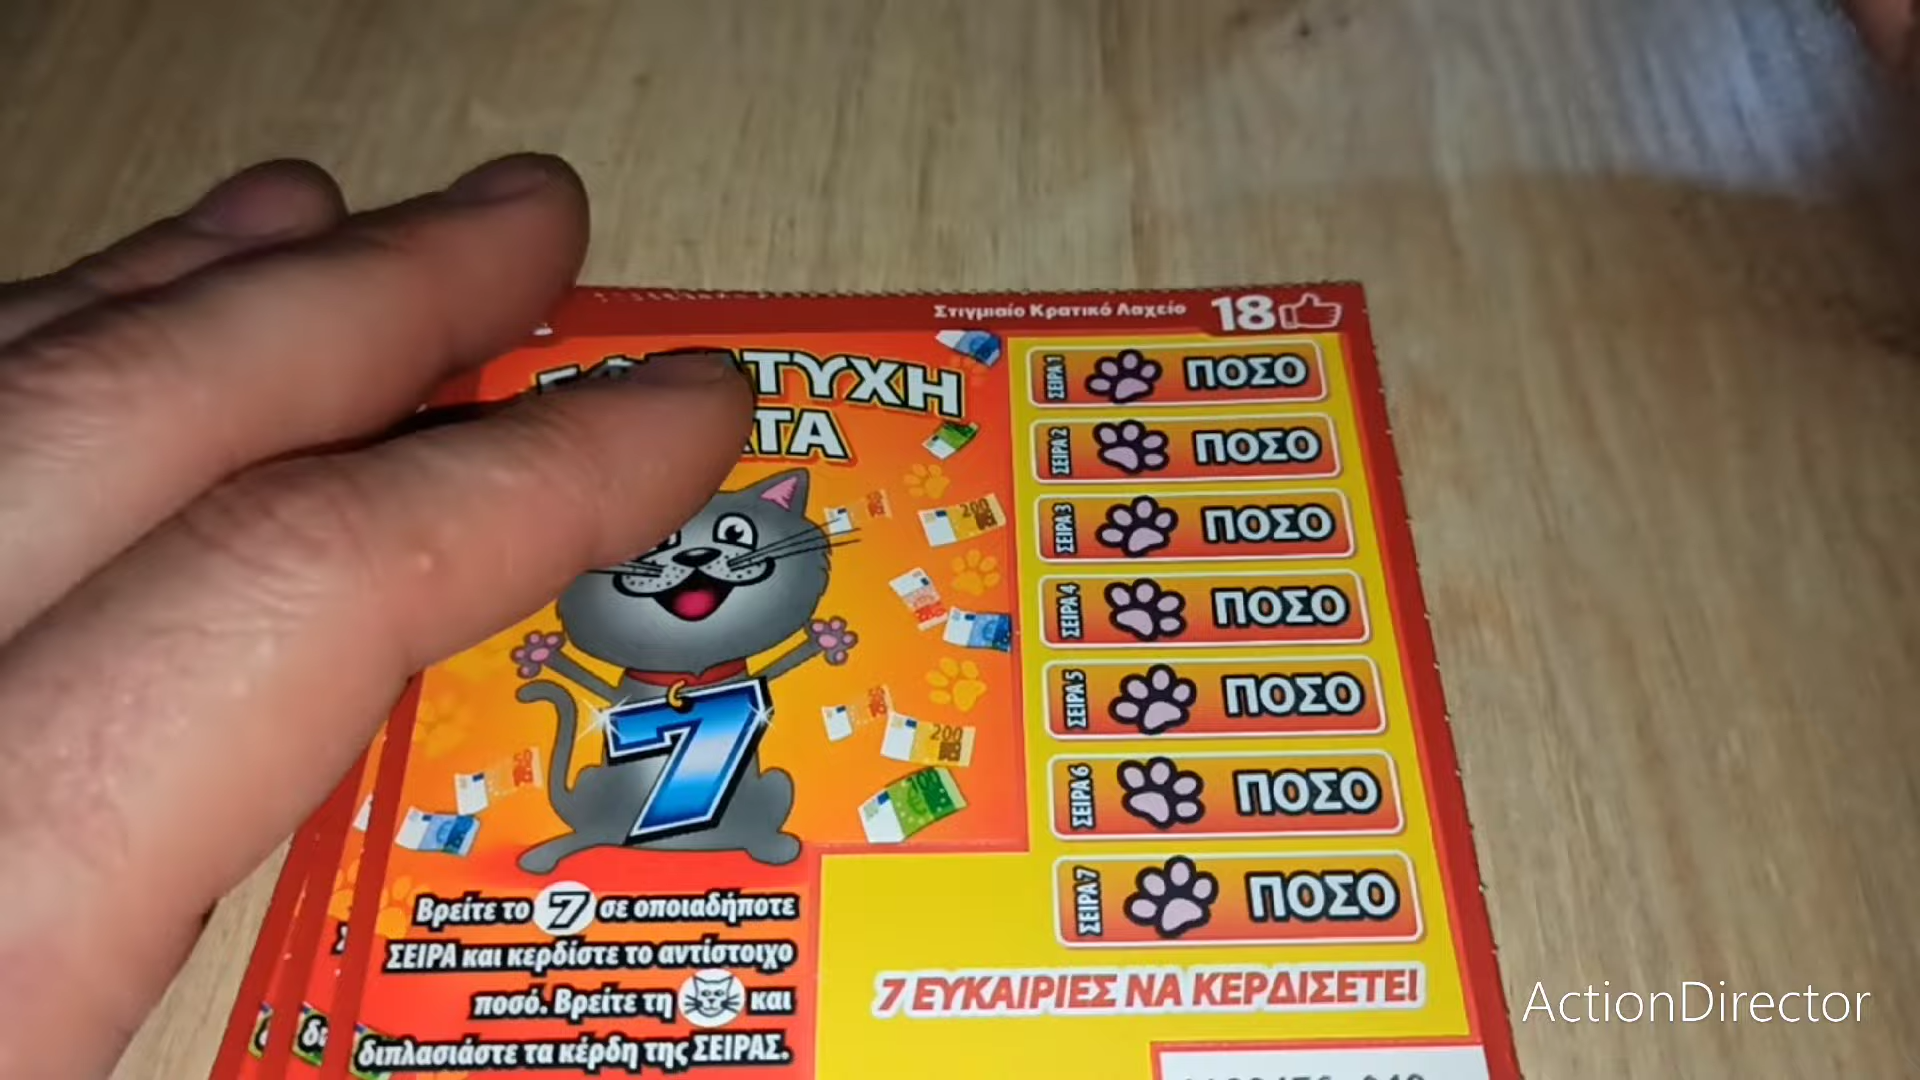 Στιγμιαίο Κρατικό Λαχείο 18
ΣΕΙΡΑ 1 ΠΟΣΟ
ΣΕΙΡΑ 2 ΠΟΣΟ
ΣΕΙΡΑ 3 ΠΟΣΟ
ΣΕΙΡΑ 4 ΠΟΣΟ
ΣΕΙΡΑ 5 ΠΟΣΟ
ΣΕΙΡΑ 6 ΠΟΣΟ
ΣΕΙΡΑ 7 ΠΟΣΟ
7
Βρείτε το 7 σε οποιαδήποτε
ΣΕΙΡΑ και κερδίστε το αντίστοιχο
ποσό. Βρείτε τη και
διπλασιάστε τα κέρδη της ΣΕΙΡΑΣ.
7 ΕΥΚΑΙΡΙΕΣ ΝΑ ΚΕΡΔΙΣΕΤΕ!
ActionDirector